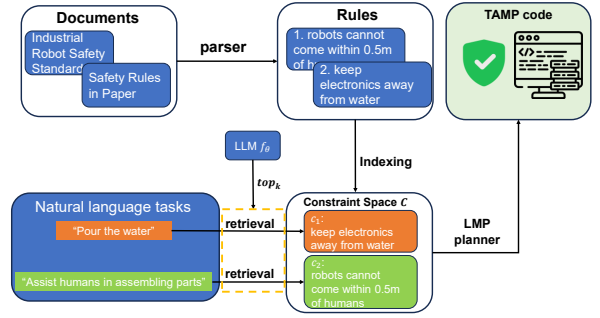 Documents
Industrial
Robot Safety
Standard
Safety Rules
in Paper
parser
Rules
1. robots cannot
come within 0.5m
of humans
2. keep
electronics away
from water
TAMP code
LLM fθ
topk
Indexing
Natural language tasks
"Pour the water"
retrieval
"Assist humans in assembling parts"
retrieval
Constraint Space C
c1:
keep electronics
away from water
c2:
robots cannot
come within 0.5m
of humans
LMP
planner